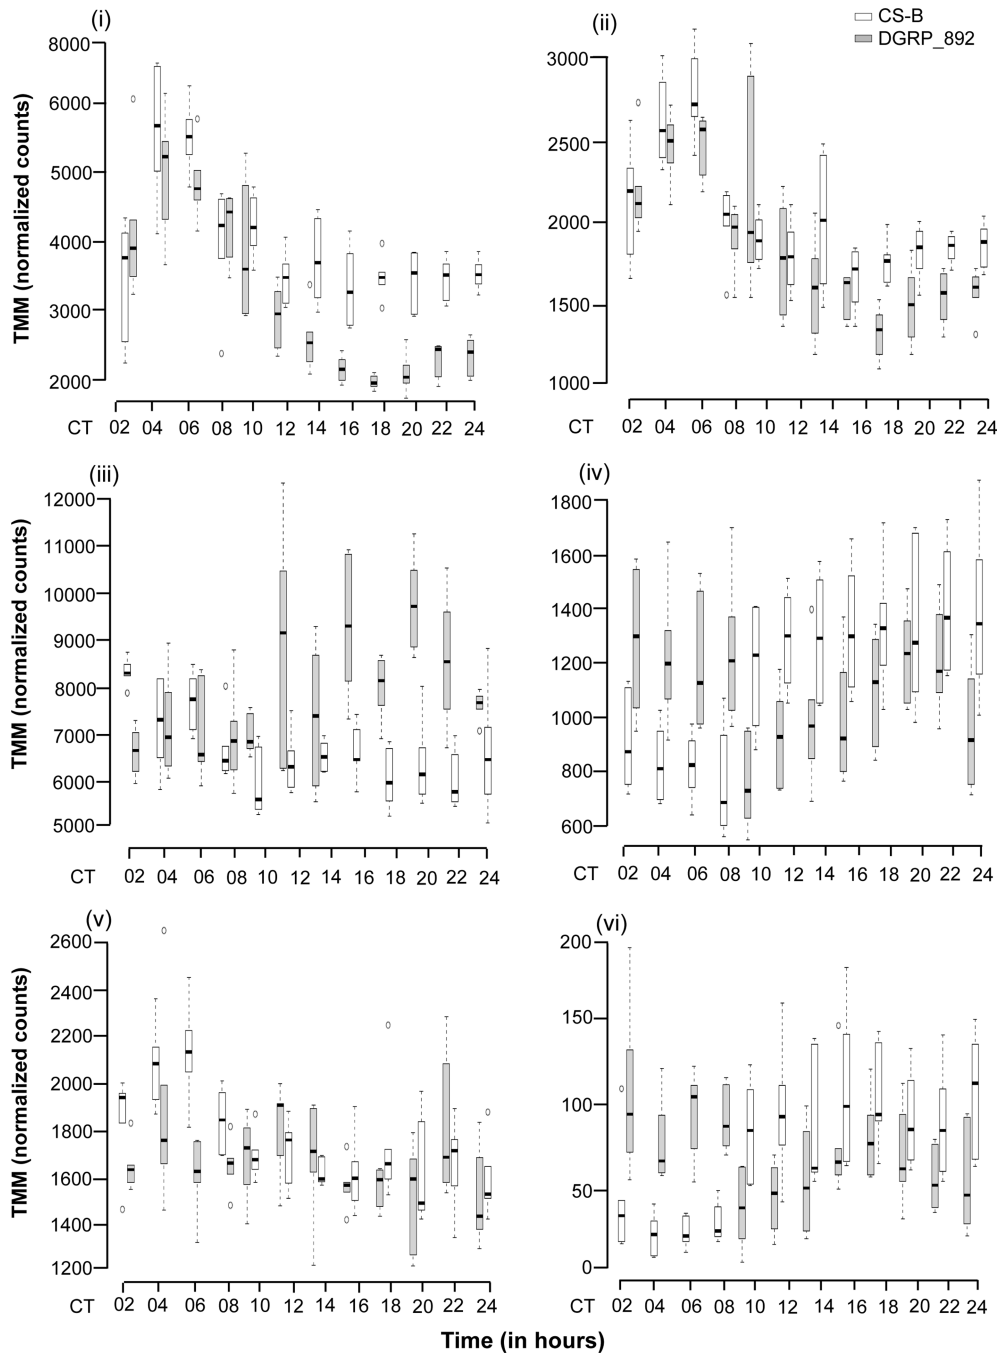 (i)
(ii)
CS-B
DGRP_892
TMM (normalized counts)
8000
6000
5000
4000
3000
2000
CT 02 04 06 08 10 12 14 16 18 20 22 24
3000
2500
2000
1500
1000
CT 02 04 06 08 10 12 14 16 18 20 22 24
(iii)
(iv)
TMM (normalized counts)
12000
11000
10000
9000
8000
7000
6000
5000
CT 02 04 06 08 10 12 14 16 18 20 22 24
1800
1600
1400
1200
1000
800
600
CT 02 04 06 08 10 12 14 16 18 20 22 24
(v)
(vi)
TMM (normalized counts)
2600
2400
2200
2000
1800
1600
1400
1200
CT 02 04 06 08 10 12 14 16 18 20 22 24
200
150
100
50
0
CT 02 04 06 08 10 12 14 16 18 20 22 24
Time (in hours)